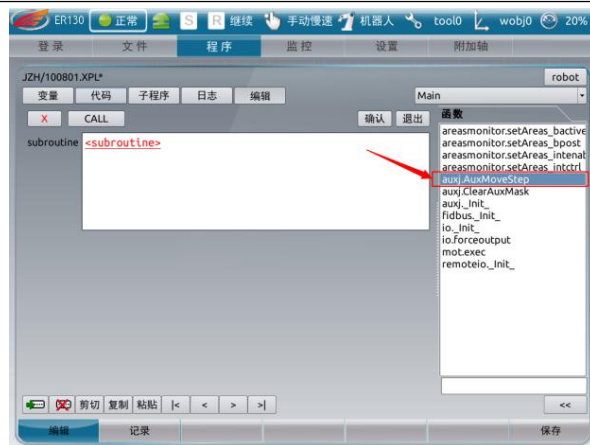 ER130 正常 S R 继续 手动慢速 机器人 tool0 wobj0 20%
登录 文件 程序 监控 设置 附加轴
JZH/100801.XPL* robot
变量 代码 子程序 日志 编辑 Main
X CALL 确认 退出 函数
subroutine <subroutine>
areasmonitor.setAreas_bactive
areasmonitor.setAreas_bpost
areasmonitor.setAreas_intenat
areasmonitor.setAreas_intctrl
auxj.AuxMoveStep
auxj.ClearAuxMask
auxj._Init_
fidbus._Init_
io._Init_
io.forceoutput
mot.exec
remoteio._Init_
剪切 复制 粘贴 |< < > >| <<
编辑 记录 保存